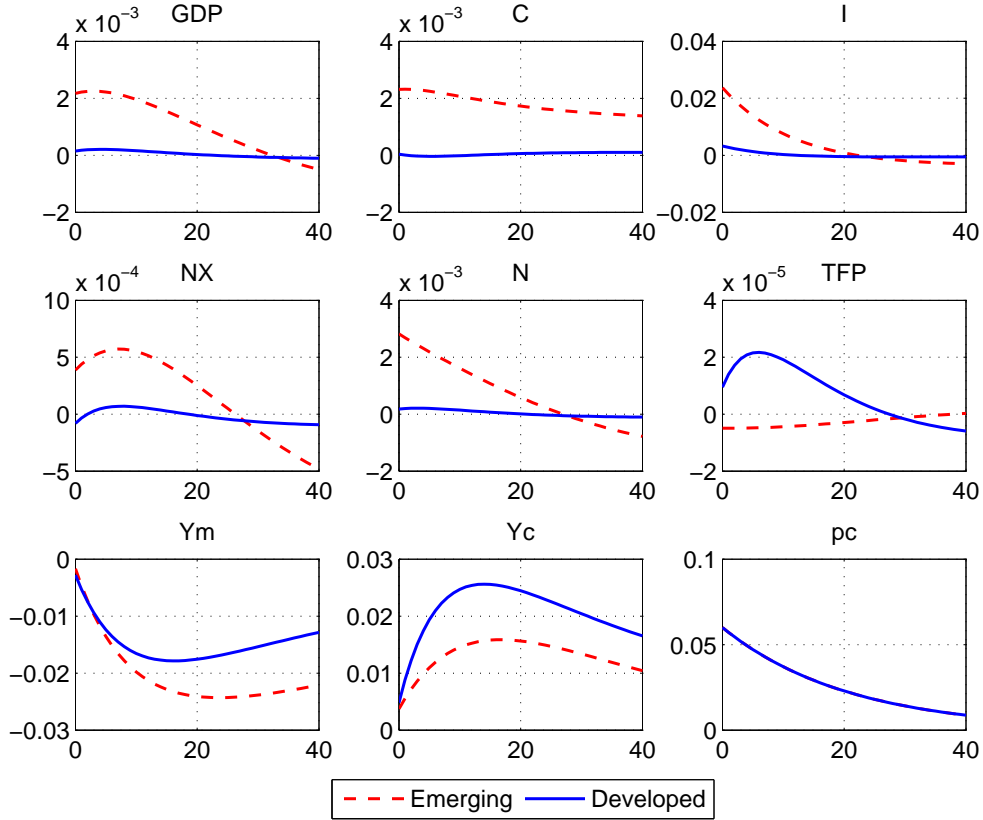 GDP C I
x 10−3 x 10−3
4 4 0.04
2 2 0.02
0 0 0
−2 −2 −0.02
0 20 40 0 20 40 0 20 40
NX N TFP
x 10−4 x 10−3 x 10−5
10 4 4
5 2 2
0 0 0
−5 −2 −2
0 20 40 0 20 40 0 20 40
Ym Yc pc
0 0.03 0.1
−0.01 0.02 0.05
−0.02 0.01
−0.03 0 0
0 20 40 0 20 40 0 20 40
Emerging Developed